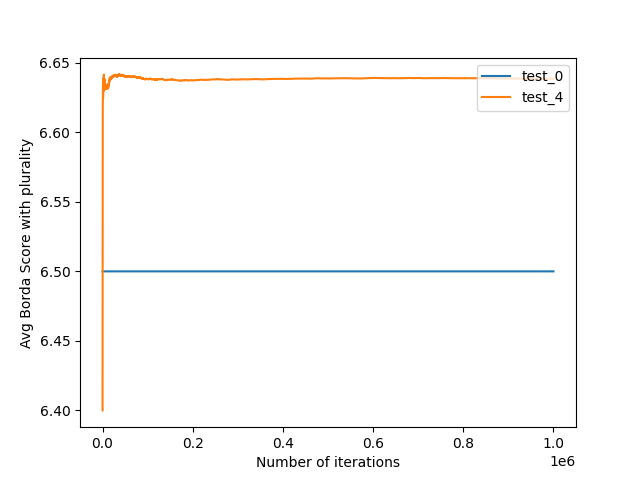 6.65
6.60
6.55
6.50
6.45
6.40
Avg Borda Score with plurality
test_0
test_4
0.0 0.2 0.4 0.6 0.8 1.0
1e6
Number of iterations